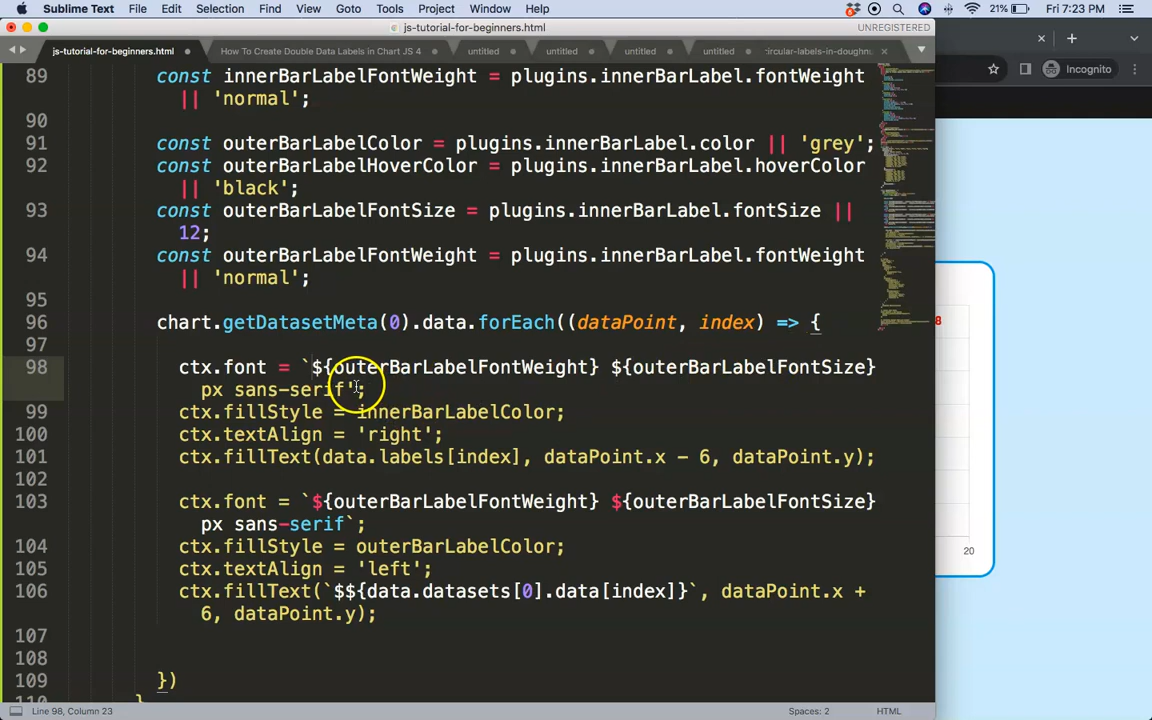 Sublime Text File Edit Selection Find View Goto Tools Project Window Help 21% Fri 7:23 PM
js-tutorial-for-beginners.html UNREGISTERED
js-tutorial-for-beginners.html How To Create Double Data Labels in Chart JS 4 untitled untitled untitled untitled circular-labels-in-doughnu
Incognito
89 const innerBarLabelFontWeight = plugins.innerBarLabel.fontWeight
|| 'normal';
90
91 const outerBarLabelColor = plugins.innerBarLabel.color || 'grey';
92 const outerBarLabelHoverColor = plugins.innerBarLabel.hoverColor
|| 'black';
93 const outerBarLabelFontSize = plugins.innerBarLabel.fontSize ||
12;
94 const outerBarLabelFontWeight = plugins.innerBarLabel.fontWeight
|| 'normal';
95
96 chart.getDatasetMeta(0).data.forEach((dataPoint, index) => {
97
98 ctx.font = `${outerBarLabelFontWeight} ${outerBarLabelFontSize}
px sans-serif';
99 ctx.fillStyle = innerBarLabelColor;
100 ctx.textAlign = 'right';
101 ctx.fillText(data.labels[index], dataPoint.x - 6, dataPoint.y);
102
103 ctx.font = `${outerBarLabelFontWeight} ${outerBarLabelFontSize}
px sans-serif`;
104 ctx.fillStyle = outerBarLabelColor;
105 ctx.textAlign = 'left';
106 ctx.fillText(`$${data.datasets[0].data[index]}`, dataPoint.x +
6, dataPoint.y);
107
108
109 })
110 }
8
20
Line 98, Column 23 Spaces: 2 HTML